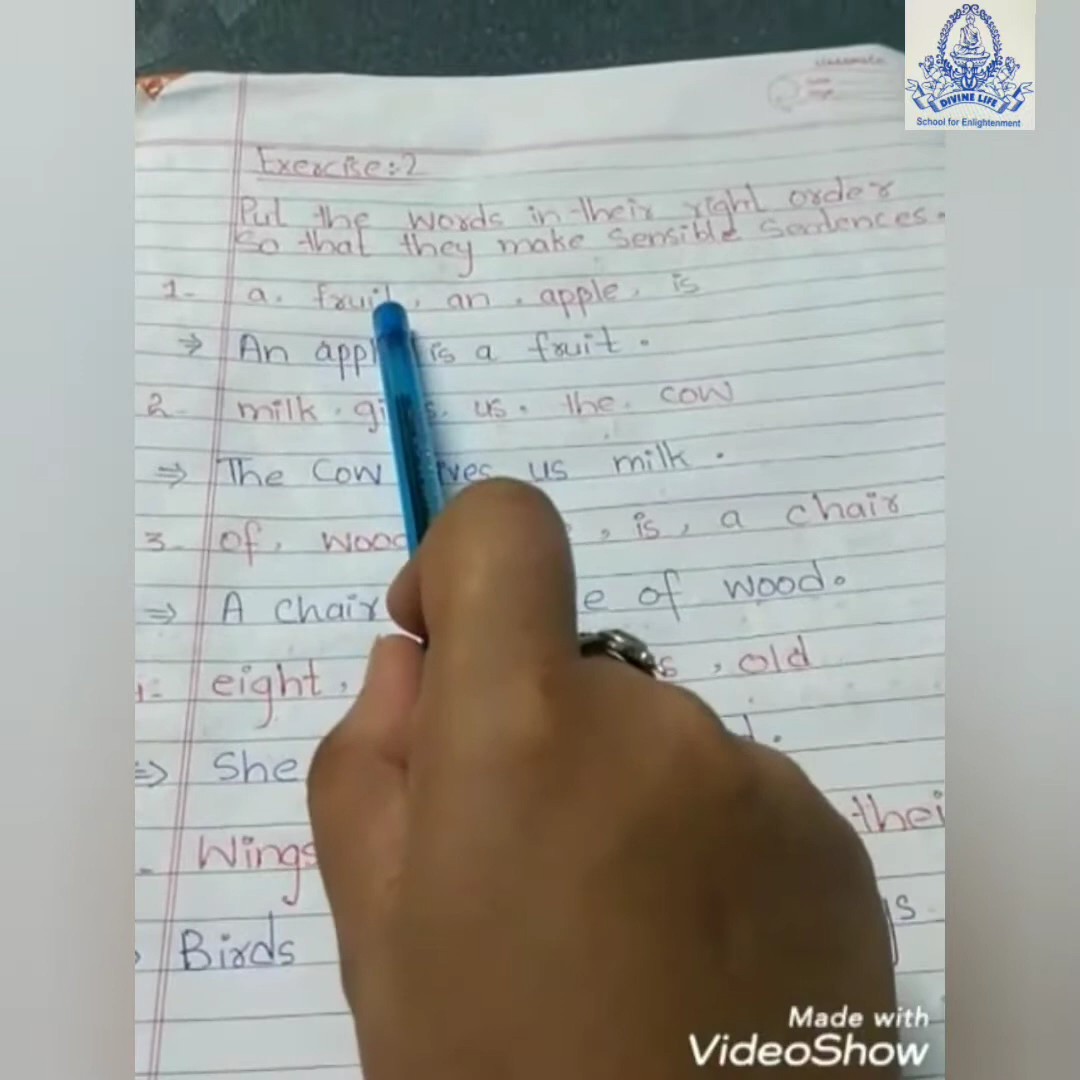 DIVINE LIFE
School for Enlightenment
Exercise:2
Put the words in their right order
so that they make sensible sentences.
1- a, fruit, an, apple, is
⇒ An is a fruit.
2- milk, us, the, cow
⇒ The cow us milk.
3- of, , is, a chair
⇒ A chair of wood.
eight, , old
⇒ She
Wings
Birds
Made with
VideoShow